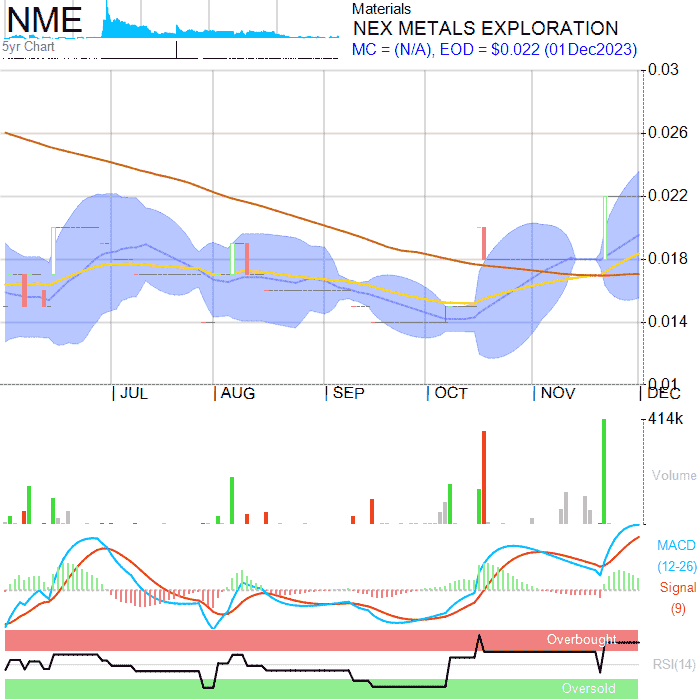 NME
5yr Chart
Materials
NEX METALS EXPLORATION
MC = (N/A), EOD = $0.022 (01Dec2023)
0.03
0.026
0.022
0.018
0.014
0.01
JUL
AUG
SEP
OCT
NOV
DEC
414k
Volume
MACD
(12-26)
Signal
(9)
Overbought
RSI(14)
Oversold